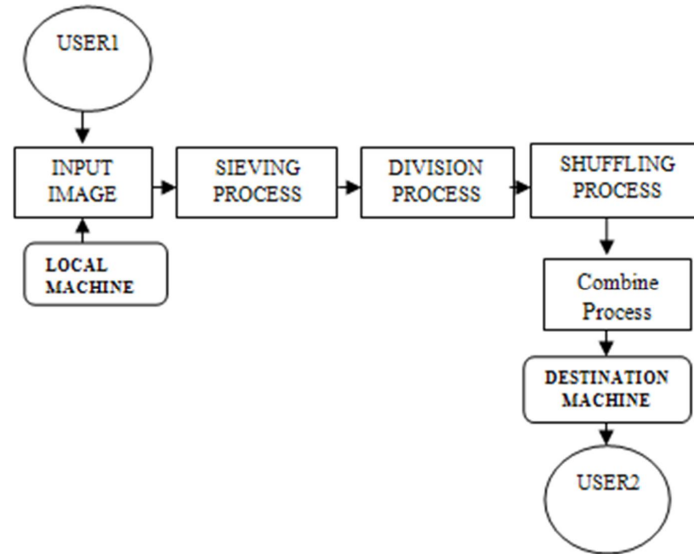 USER1
INPUT
IMAGE
SIEVING
PROCESS
DIVISION
PROCESS
SHUFFLING
PROCESS
LOCAL
MACHINE
Combine
Process
DESTINATION
MACHINE
USER2